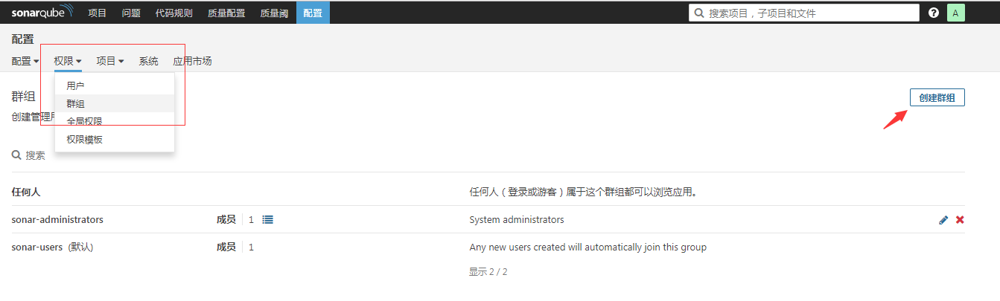 sonarqube 项目 问题 代码规则 质量配置 质量阈 配置 搜索项目，子项目和文件 ? A
配置
配置 权限 项目 系统 应用市场
用户
群组 群组 创建群组
创建管理 全局权限
权限模板
搜索
任何人 任何人（登录或游客）属于这个群组都可以浏览应用。
sonar-administrators 成员 1 System administrators
sonar-users (默认) 成员 1 Any new users created will automatically join this group
显示 2 / 2